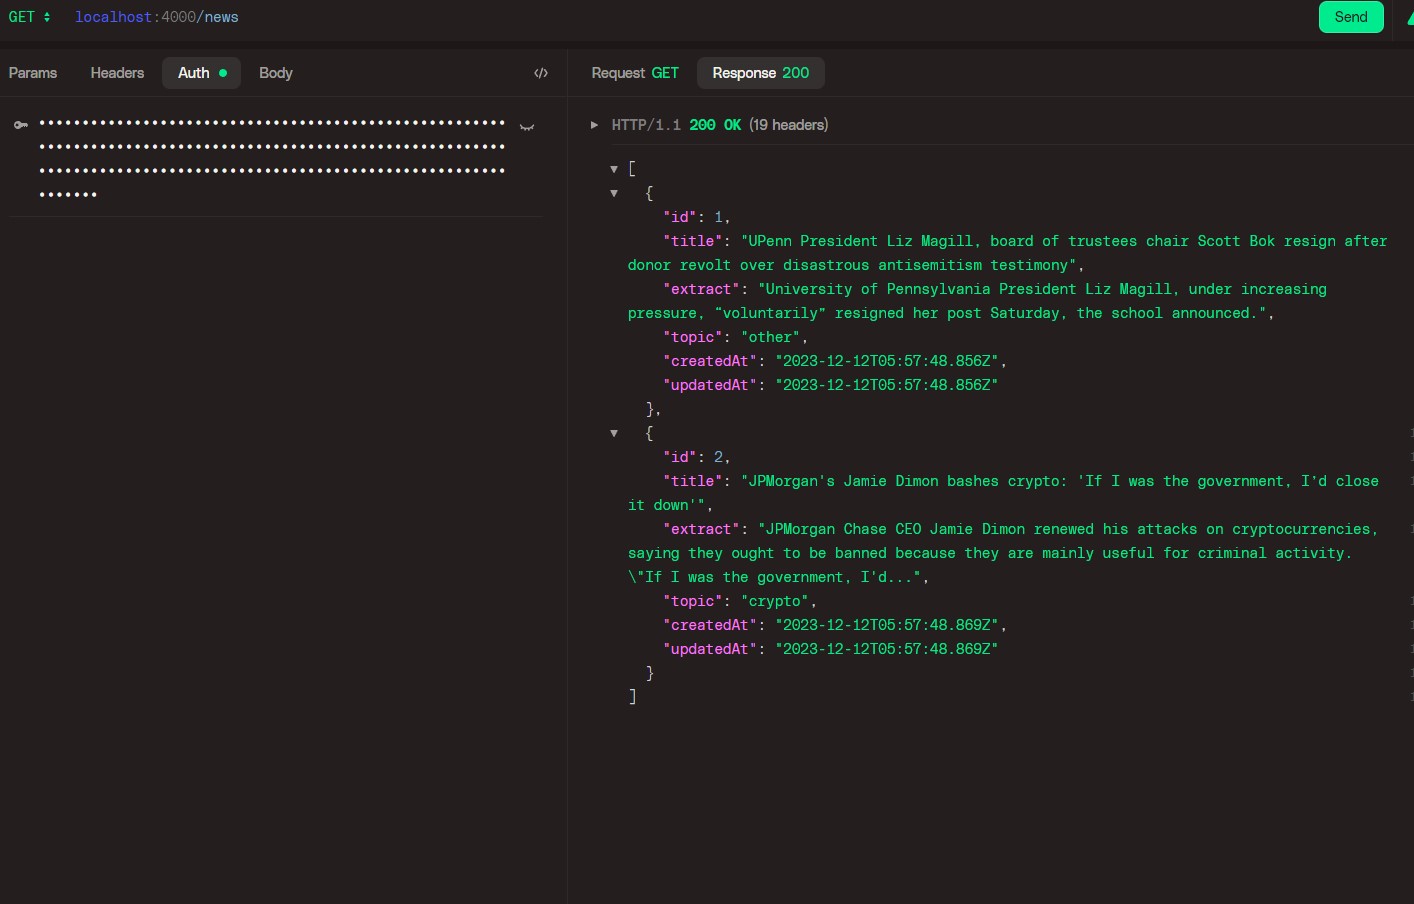 GET localhost:4000/news Send
Params Headers Auth Body </> Request GET Response 200
••••••••••••••••••••••••••••••••••••••••••••••••••••••
••••••••••••••••••••••••••••••••••••••••••••••••••••••
••••••••••••••••••••••••••••••••••••••••••••••••••••••
•••••••
HTTP/1.1 200 OK (19 headers)
[
{
"id": 1,
"title": "UPenn President Liz Magill, board of trustees chair Scott Bok resign after
donor revolt over disastrous antisemitism testimony",
"extract": "University of Pennsylvania President Liz Magill, under increasing
pressure, “voluntarily” resigned her post Saturday, the school announced.",
"topic": "other",
"createdAt": "2023-12-12T05:57:48.856Z",
"updatedAt": "2023-12-12T05:57:48.856Z"
},
{
"id": 2,
"title": "JPMorgan's Jamie Dimon bashes crypto: 'If I was the government, I’d close
it down'",
"extract": "JPMorgan Chase CEO Jamie Dimon renewed his attacks on cryptocurrencies,
saying they ought to be banned because they are mainly useful for criminal activity.
\"If I was the government, I'd...",
"topic": "crypto",
"createdAt": "2023-12-12T05:57:48.869Z",
"updatedAt": "2023-12-12T05:57:48.869Z"
}
]